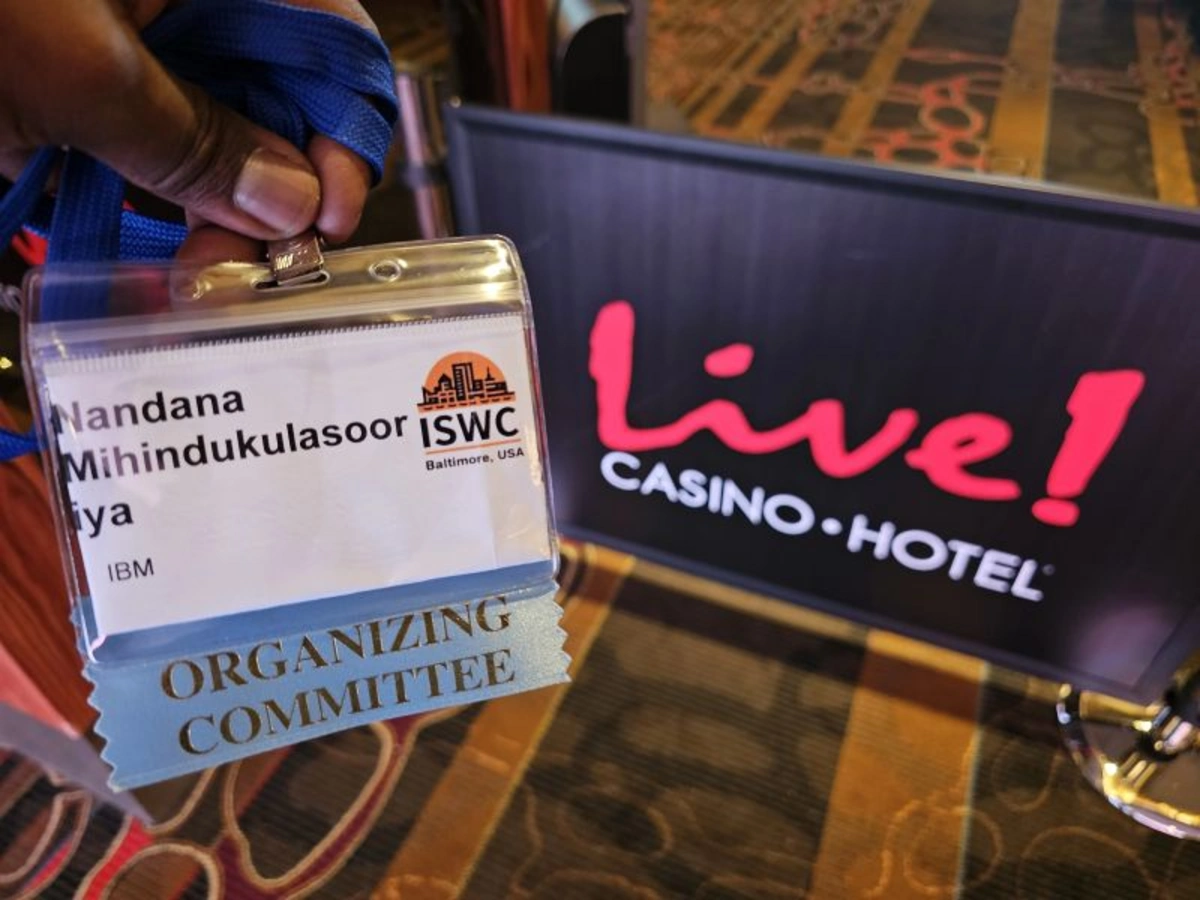 Nandana
Mihindukulasoor
iya
IBM
ISWC
Baltimore, USA
ORGANIZING
COMMITTEE
Live!
CASINO • HOTEL